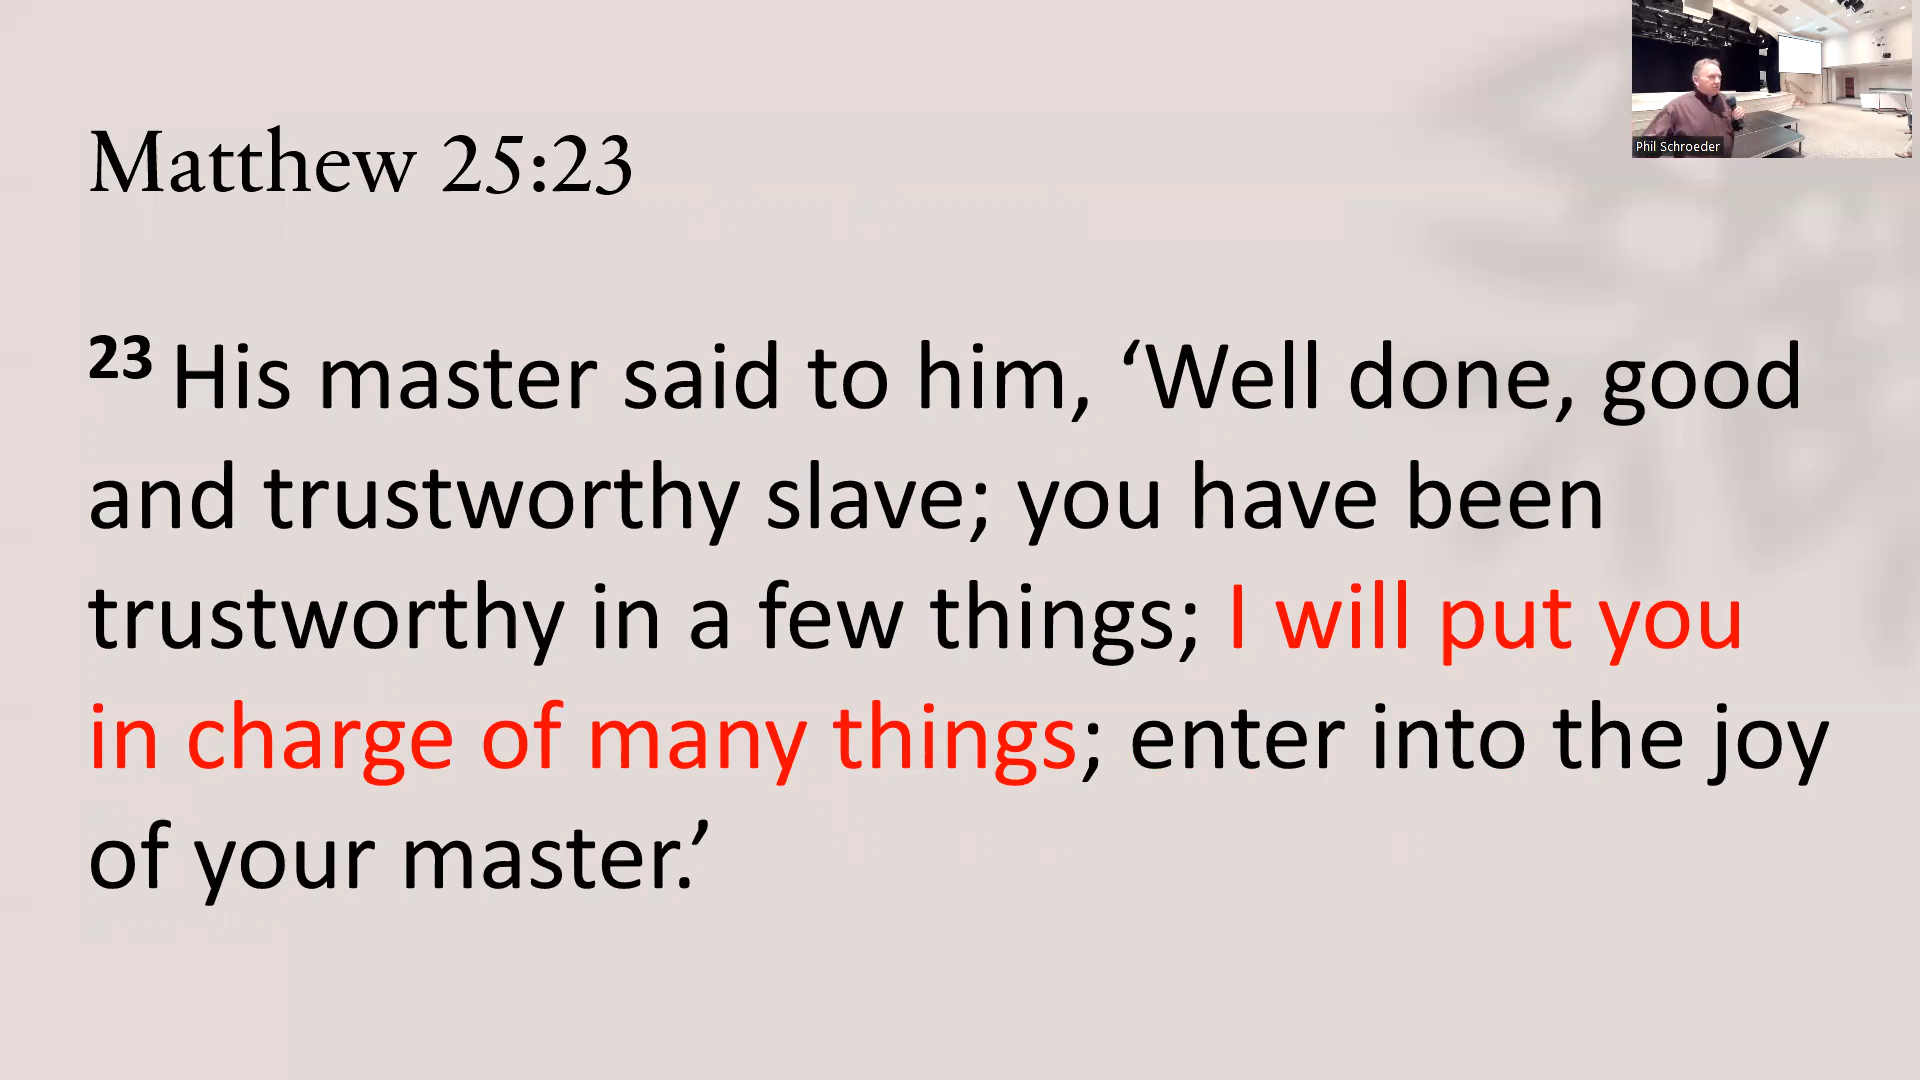 Matthew 25:23
Phil Schroeder
23 His master said to him, ‘Well done, good
and trustworthy slave; you have been
trustworthy in a few things; I will put you
in charge of many things; enter into the joy
of your master.’